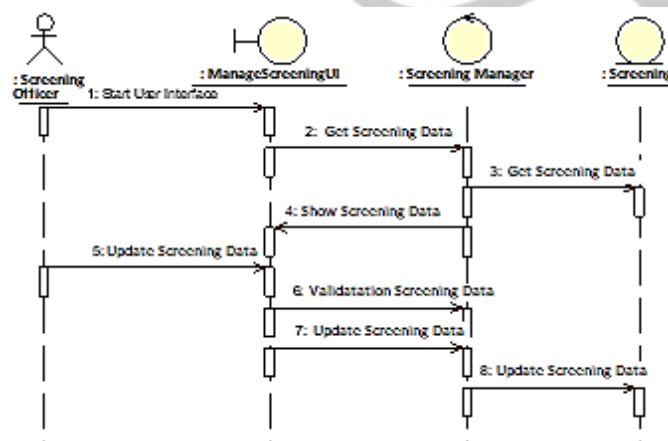 : Screening
Officer
: ManageScreeningUI
: Screening Manager
: Screening
1: Start User Interface
2: Get Screening Data
3: Get Screening Data
4: Show Screening Data
5: Update Screening Data
6: Validatation Screening Data
7: Update Screening Data
8: Update Screening Data